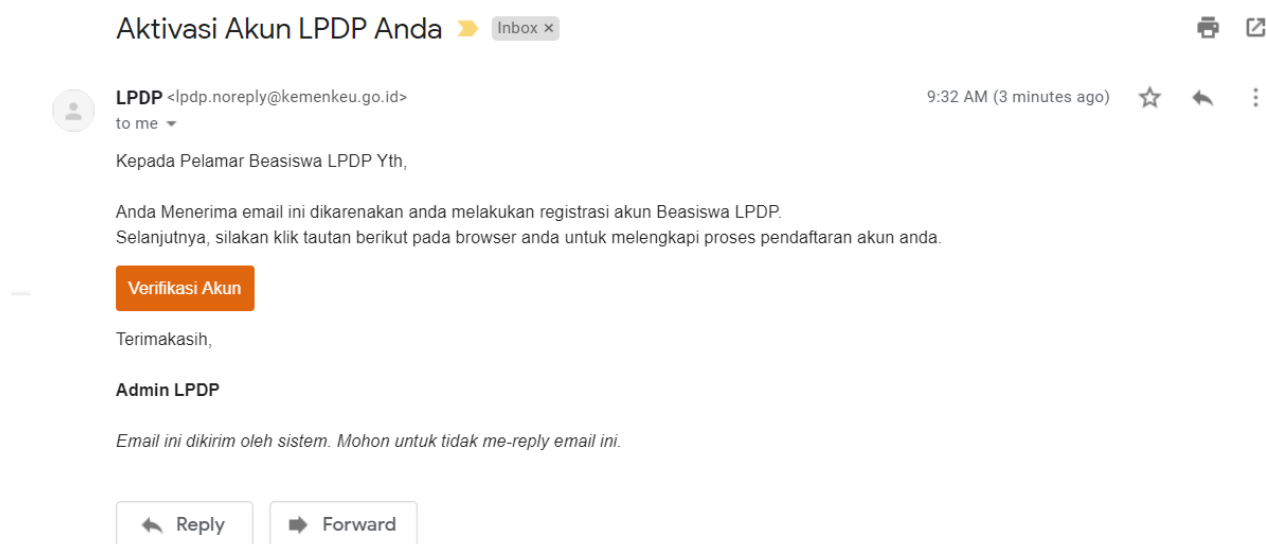 Aktivasi Akun LPDP Anda Inbox ×
LPDP <lpdp.noreply@kemenkeu.go.id> 9:32 AM (3 minutes ago)
to me
Kepada Pelamar Beasiswa LPDP Yth,
Anda Menerima email ini dikarenakan anda melakukan registrasi akun Beasiswa LPDP.
Selanjutnya, silakan klik tautan berikut pada browser anda untuk melengkapi proses pendaftaran akun anda.
Verifikasi Akun
Terimakasih,
Admin LPDP
Email ini dikirim oleh sistem. Mohon untuk tidak me-reply email ini.
Reply Forward